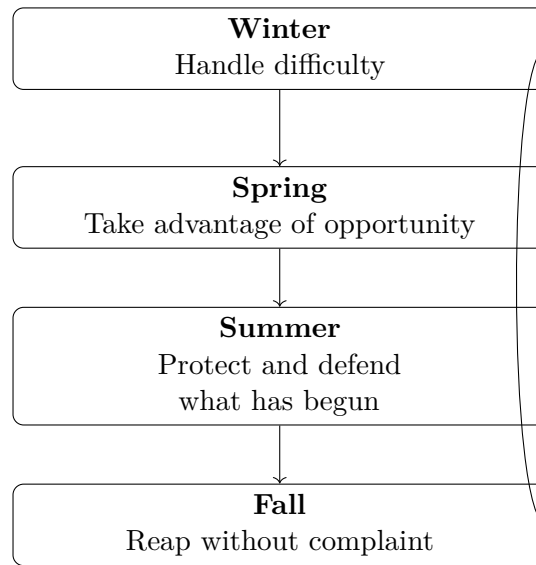 Winter
Handle difficulty
Spring
Take advantage of opportunity
Summer
Protect and defend
what has begun
Fall
Reap without complaint